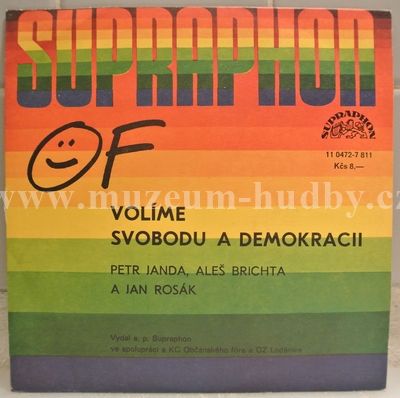 SUPRAPHON
SUPRAPHON
11 0472-7 811
Kčs 8,—
OF
www.muzeum-hudby.cz
VOLÍME
SVOBODU A DEMOKRACII
PETR JANDA, ALEŠ BRICHTA
A JAN ROSÁK
Vydal s. p. Supraphon
ve spolupráci s KC Občanského fóra a OZ Loděnice